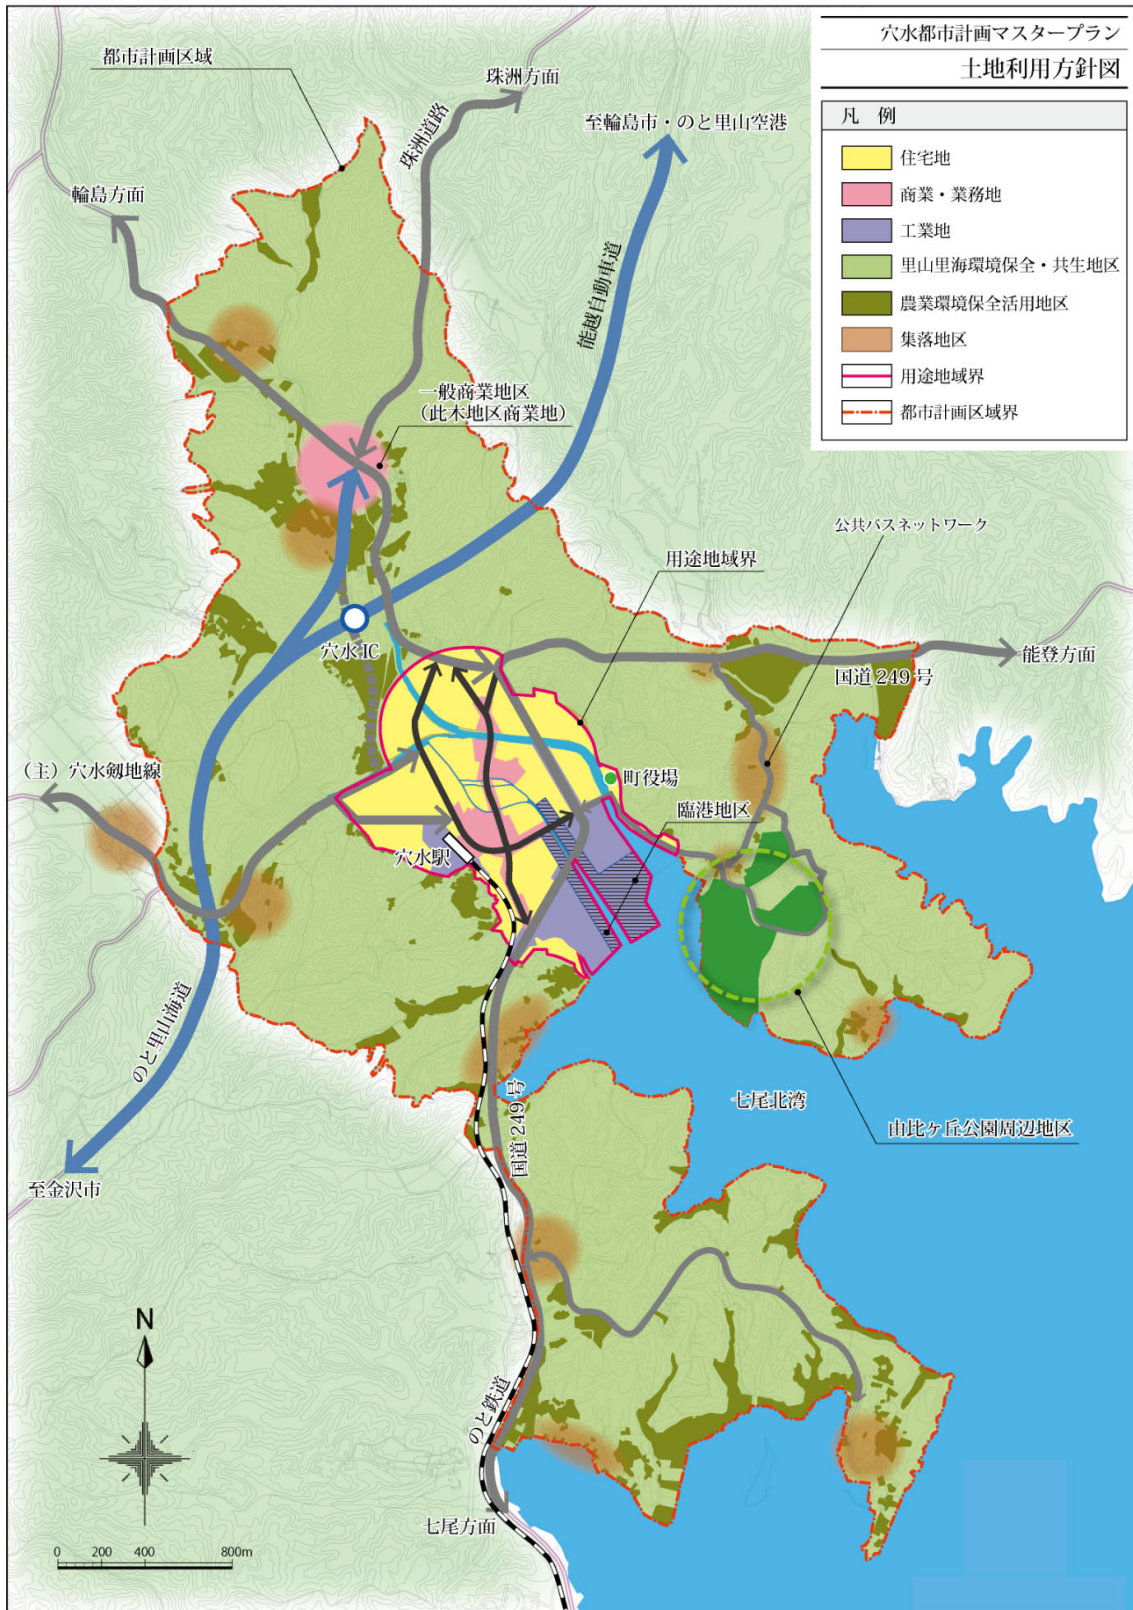 穴水都市計画マスタープラン
土地利用方針図
凡　例
住宅地
商業・業務地
工業地
里山里海環境保全・共生地区
農業環境保全活用地区
集落地区
用途地域界
都市計画区域界
都市計画区域
珠洲方面
珠洲道路
至輪島市・のと里山空港
輪島方面
能越自動車道
一般商業地区
（此木地区商業地）
公共バスネットワーク
用途地域界
穴水 IC
能登方面
国道 249 号
（主）穴水剱地線
町役場
臨港地区
穴水駅
のと里山海道
七尾北湾
由比ケ丘公園周辺地区
国道 249 号
至金沢市
N
のと鉄道
七尾方面
0 200 400 800m